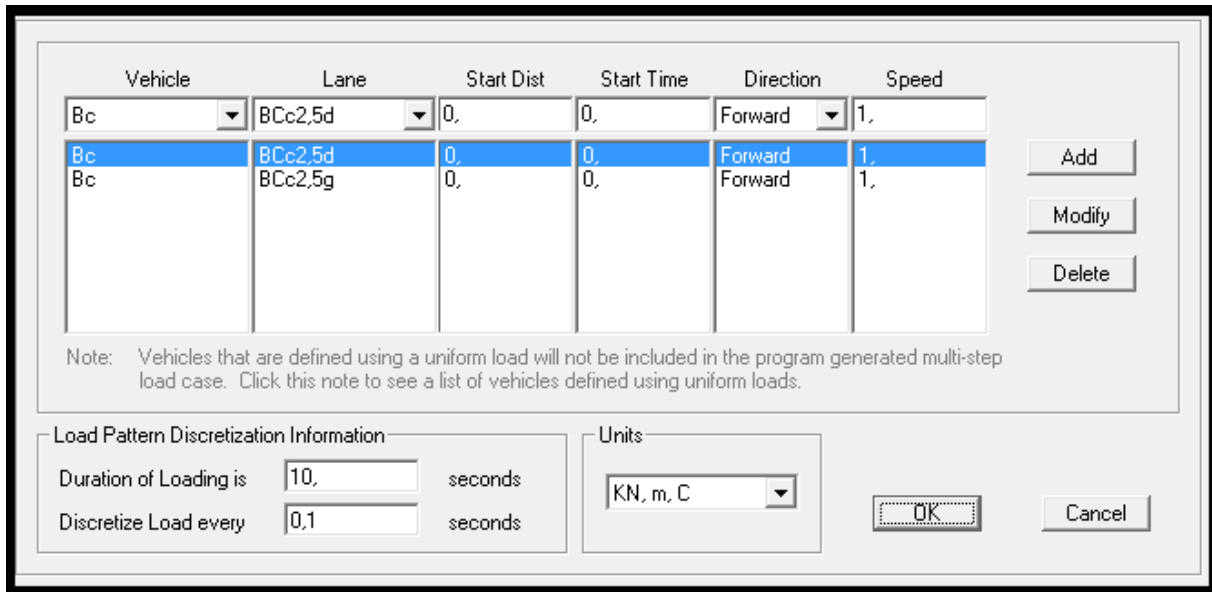 Vehicle Lane Start Dist Start Time Direction Speed
Bc BCc2,5d 0, 0, Forward 1,
Bc BCc2,5d 0, 0, Forward 1,
Bc BCc2,5g 0, 0, Forward 1,
Add
Modify
Delete
Note: Vehicles that are defined using a uniform load will not be included in the program generated multi-step
load case. Click this note to see a list of vehicles defined using uniform loads.
Load Pattern Discretization Information
Duration of Loading is 10, seconds
Discretize Load every 0,1 seconds
Units
KN, m, C
OK
Cancel